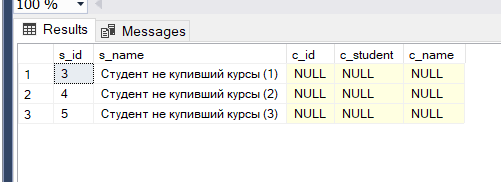 100 %
Results Messages
s_id s_name c_id c_student c_name
1 3 Студент не купивший курсы (1) NULL NULL NULL
2 4 Студент не купивший курсы (2) NULL NULL NULL
3 5 Студент не купивший курсы (3) NULL NULL NULL